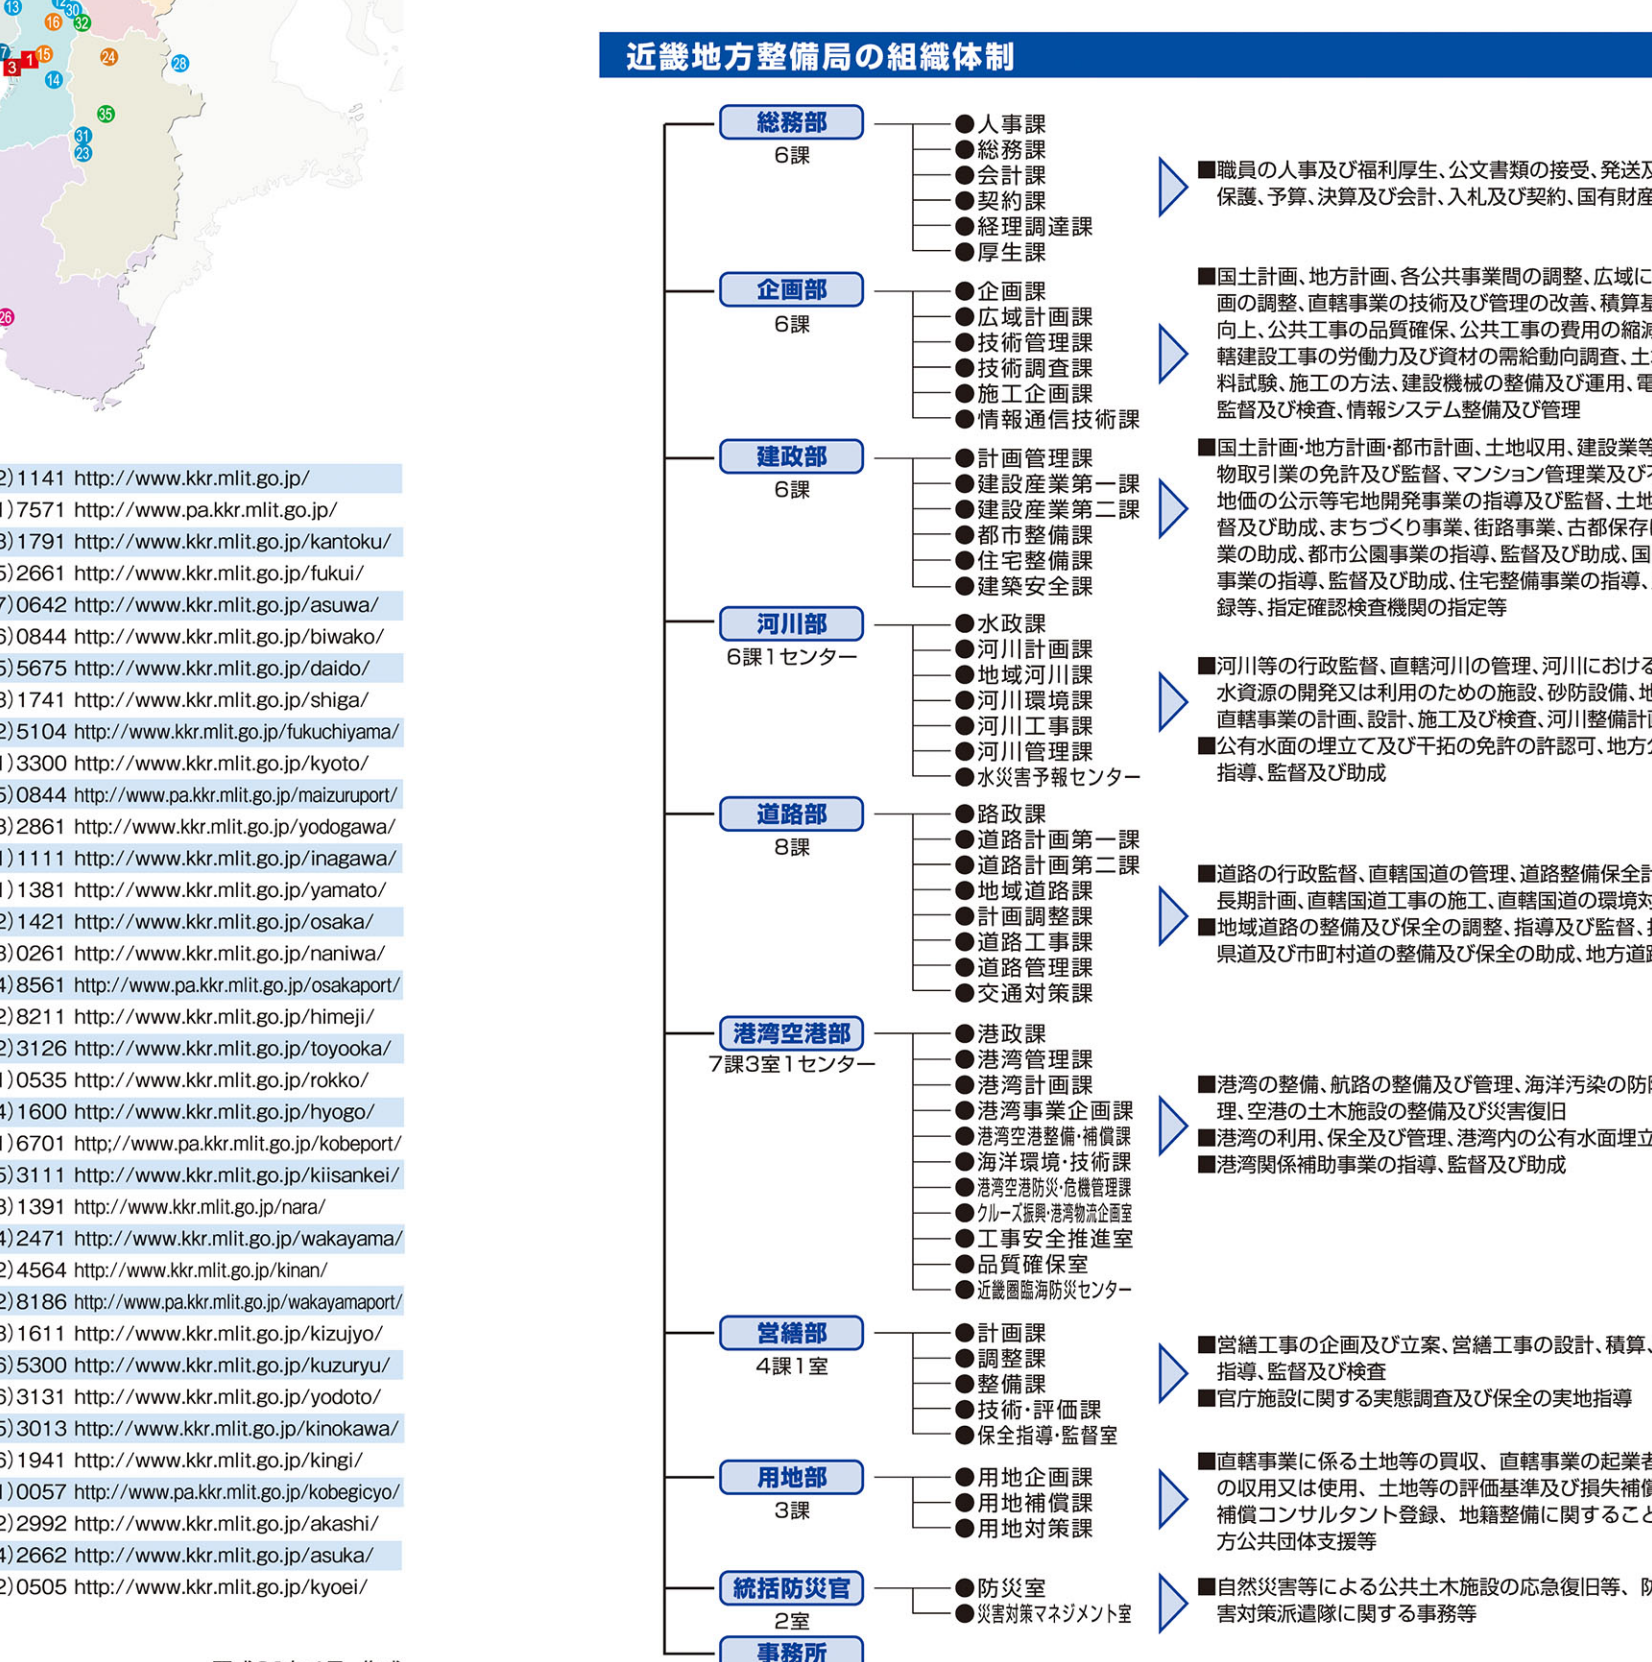 13
12
30
16
32
7
15
1
3
14
24
28
35
31
23
26
2)1141 http://www.kkr.mlit.go.jp/
1)7571 http://www.pa.kkr.mlit.go.jp/
3)1791 http://www.kkr.mlit.go.jp/kantoku/
5)2661 http://www.kkr.mlit.go.jp/fukui/
7)0642 http://www.kkr.mlit.go.jp/asuwa/
6)0844 http://www.kkr.mlit.go.jp/biwako/
5)5675 http://www.kkr.mlit.go.jp/daido/
3)1741 http://www.kkr.mlit.go.jp/shiga/
2)5104 http://www.kkr.mlit.go.jp/fukuchiyama/
1)3300 http://www.kkr.mlit.go.jp/kyoto/
5)0844 http://www.pa.kkr.mlit.go.jp/maizuruport/
3)2861 http://www.kkr.mlit.go.jp/yodogawa/
1)1111 http://www.kkr.mlit.go.jp/inagawa/
1)1381 http://www.kkr.mlit.go.jp/yamato/
2)1421 http://www.kkr.mlit.go.jp/osaka/
3)0261 http://www.kkr.mlit.go.jp/naniwa/
4)8561 http://www.pa.kkr.mlit.go.jp/osakaport/
2)8211 http://www.kkr.mlit.go.jp/himeji/
2)3126 http://www.kkr.mlit.go.jp/toyooka/
1)0535 http://www.kkr.mlit.go.jp/rokko/
4)1600 http://www.kkr.mlit.go.jp/hyogo/
1)6701 http;//www.pa.kkr.mlit.go.jp/kobeport/
5)3111 http://www.kkr.mlit.go.jp/kiisankei/
3)1391 http://www.kkr.mlit.go.jp/nara/
4)2471 http://www.kkr.mlit.go.jp/wakayama/
2)4564 http://www.kkr.mlit.go.jp/kinan/
2)8186 http://www.pa.kkr.mlit.go.jp/wakayamaport/
3)1611 http://www.kkr.mlit.go.jp/kizujyo/
6)5300 http://www.kkr.mlit.go.jp/kuzuryu/
6)3131 http://www.kkr.mlit.go.jp/yodoto/
5)3013 http://www.kkr.mlit.go.jp/kinokawa/
6)1941 http://www.kkr.mlit.go.jp/kingi/
1)0057 http://www.pa.kkr.mlit.go.jp/kobegicyo/
2)2992 http://www.kkr.mlit.go.jp/akashi/
4)2662 http://www.kkr.mlit.go.jp/asuka/
2)0505 http://www.kkr.mlit.go.jp/kyoei/
近畿地方整備局の組織体制
総務部
6課
●人事課
●総務課
●会計課
●契約課
●経理調達課
●厚生課
■職員の人事及び福利厚生、公文書類の接受、発送及
保護、予算、決算及び会計、入札及び契約、国有財産
企画部
6課
●企画課
●広域計画課
●技術管理課
●技術調査課
●施工企画課
●情報通信技術課
■国土計画、地方計画、各公共事業間の調整、広域に
画の調整、直轄事業の技術及び管理の改善、積算基
向上、公共工事の品質確保、公共工事の費用の縮減
轄建設工事の労働力及び資材の需給動向調査、土
料試験、施工の方法、建設機械の整備及び運用、電
監督及び検査、情報システム整備及び管理
建政部
6課
●計画管理課
●建設産業第一課
●建設産業第二課
●都市整備課
●住宅整備課
●建築安全課
■国土計画・地方計画・都市計画、土地収用、建設業等
物取引業の免許及び監督、マンション管理業及び
地価の公示等宅地開発事業の指導及び監督、土地
督及び助成、まちづくり事業、街路事業、古都保存
業の助成、都市公園事業の指導、監督及び助成、国
事業の指導、監督及び助成、住宅整備事業の指導、
録等、指定確認検査機関の指定等
河川部
6課1センター
●水政課
●河川計画課
●地域河川課
●河川環境課
●河川工事課
●河川管理課
●水災害予報センター
■河川等の行政監督、直轄河川の管理、河川における
水資源の開発又は利用のための施設、砂防設備、地
直轄事業の計画、設計、施工及び検査、河川整備計画
■公有水面の埋立て及び干拓の免許の許認可、地方
指導、監督及び助成
道路部
8課
●路政課
●道路計画第一課
●道路計画第二課
●地域道路課
●計画調整課
●道路工事課
●道路管理課
●交通対策課
■道路の行政監督、直轄国道の管理、道路整備保全計
長期計画、直轄国道工事の施工、直轄国道の環境対
■地域道路の整備及び保全の調整、指導及び監督、
県道及び市町村道の整備及び保全の助成、地方道路
港湾空港部
7課3室1センター
●港政課
●港湾管理課
●港湾計画課
●港湾事業企画課
●港湾空港整備・補償課
●海洋環境・技術課
●港湾空港防災・危機管理課
●クルーズ振興・港湾物流企画室
●工事安全推進室
●品質確保室
●近畿圏臨海防災センター
■港湾の整備、航路の整備及び管理、海洋汚染の防
理、空港の土木施設の整備及び災害復旧
■港湾の利用、保全及び管理、港湾内の公有水面埋立
■港湾関係補助事業の指導、監督及び助成
営繕部
4課1室
●計画課
●調整課
●整備課
●技術・評価課
●保全指導・監督室
■営繕工事の企画及び立案、営繕工事の設計、積算、
指導、監督及び検査
■官庁施設に関する実態調査及び保全の実地指導
用地部
3課
●用地企画課
●用地補償課
●用地対策課
■直轄事業に係る土地等の買収、直轄事業の起業者
の収用又は使用、土地等の評価基準及び損失補償
補償コンサルタント登録、地籍整備に関すること
方公共団体支援等
統括防災官
2室
●防災室
●災害対策マネジメント室
■自然災害等による公共土木施設の応急復旧等、防
害対策派遣隊に関する事務等
事務所